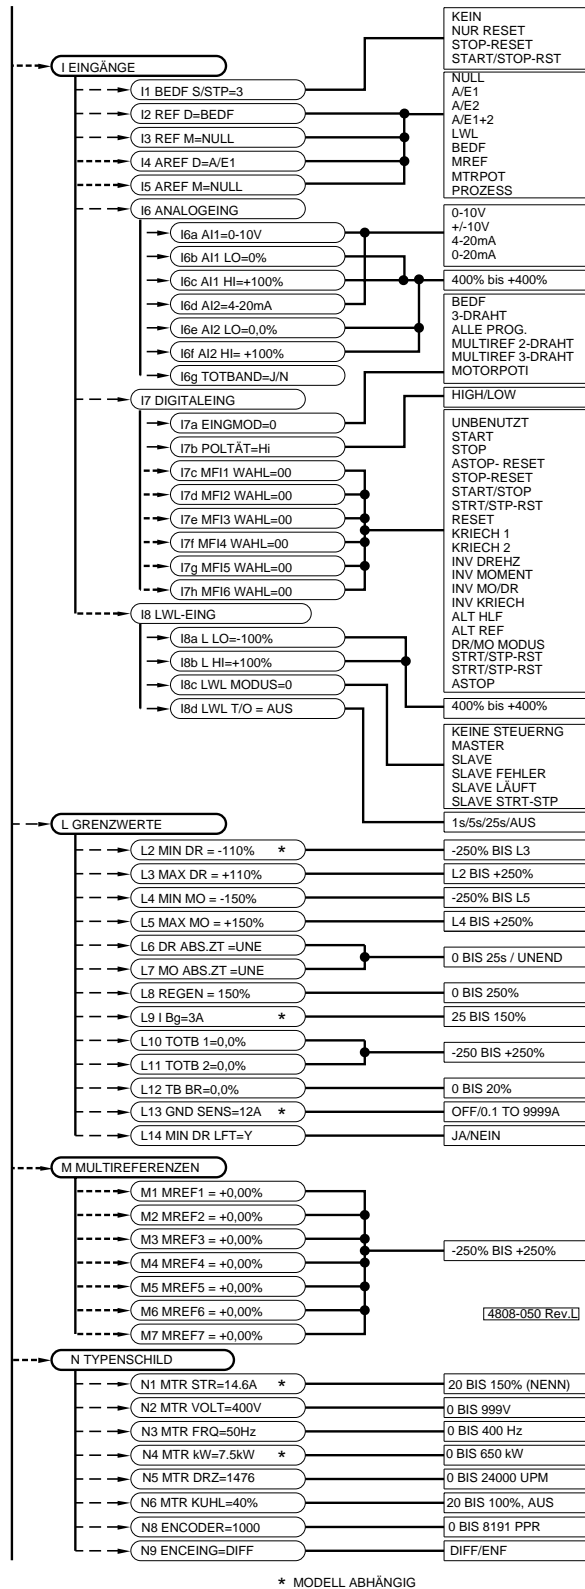 KEIN
NUR RESET
STOP-RESET
START/STOP-RST
I EINGÄNGE
I1 BEDF S/STP=3
I2 REF D=BEDF
I3 REF M=NULL
I4 AREF D=A/E1
I5 AREF M=NULL
NULL
A/E1
A/E2
A/E1+2
LWL
BEDF
MREF
MTRPOT
PROZESS
I6 ANALOGEING
I6a AI1=0-10V
I6b AI1 LO=0%
I6c AI1 HI=+100%
I6d AI2=4-20mA
I6e AI2 LO=0,0%
I6f AI2 HI= +100%
I6g TOTBAND=J/N
0-10V
+/-10V
4-20mA
0-20mA
400% bis +400%
BEDF
3-DRAHT
ALLE PROG.
MULTIREF 2-DRAHT
MULTIREF 3-DRAHT
MOTORPOTI
I7 DIGITALEING
I7a EINGMOD=0
I7b POLTÄT=Hi
I7c MFI1 WAHL=00
I7d MFI2 WAHL=00
I7e MFI3 WAHL=00
I7f MFI4 WAHL=00
I7g MFI5 WAHL=00
I7h MFI6 WAHL=00
HIGH/LOW
UNBENUTZT
START
STOP
ASTOP- RESET
STOP-RESET
START/STOP
STRT/STP-RST
RESET
KRIECH 1
KRIECH 2
INV DREHZ
INV MOMENT
INV MO/DR
INV KRIECH
ALT HLF
ALT REF
DR/MO MODUS
STRT/STP-RST
STRT/STP-RST
ASTOP
I8 LWL-EING
I8a L LO=-100%
I8b L HI=+100%
I8c LWL MODUS=0
I8d LWL T/O = AUS
400% bis +400%
KEINE STEUERNG
MASTER
SLAVE
SLAVE FEHLER
SLAVE LÄUFT
SLAVE STRT-STP
1s/5s/25s/AUS
L GRENZWERTE
L2 MIN DR = -110% *
-250% BIS L3
L3 MAX DR = +110%
L2 BIS +250%
L4 MIN MO = -150%
-250% BIS L5
L5 MAX MO = +150%
L4 BIS +250%
L6 DR ABS.ZT =UNE
L7 MO ABS.ZT =UNE
0 BIS 25s / UNEND
L8 REGEN = 150%
0 BIS 250%
L9 I Bg=3A *
25 BIS 150%
L10 TOTB 1=0,0%
L11 TOTB 2=0,0%
-250 BIS +250%
L12 TB BR=0,0%
0 BIS 20%
L13 GND SENS=12A *
OFF/0.1 TO 9999A
L14 MIN DR LFT=Y
JA/NEIN
M MULTIREFERENZEN
M1 MREF1 = +0,00%
M2 MREF2 = +0,00%
M3 MREF3 = +0,00%
M4 MREF4 = +0,00%
M5 MREF5 = +0,00%
M6 MREF6 = +0,00%
M7 MREF7 = +0,00%
-250% BIS +250%
4808-050 Rev.L
N TYPENSCHILD
N1 MTR STR=14.6A *
20 BIS 150% (NENN)
N2 MTR VOLT=400V
0 BIS 999V
N3 MTR FRQ=50Hz
0 BIS 400 Hz
N4 MTR kW=7.5kW *
0 BIS 650 kW
N5 MTR DRZ=1476
0 BIS 24000 UPM
N6 MTR KUHL=40%
20 BIS 100%, AUS
N8 ENCODER=1000
0 BIS 8191 PPR
N9 ENCEING=DIFF
DIFF/ENF
* MODELL ABHÄNGIG